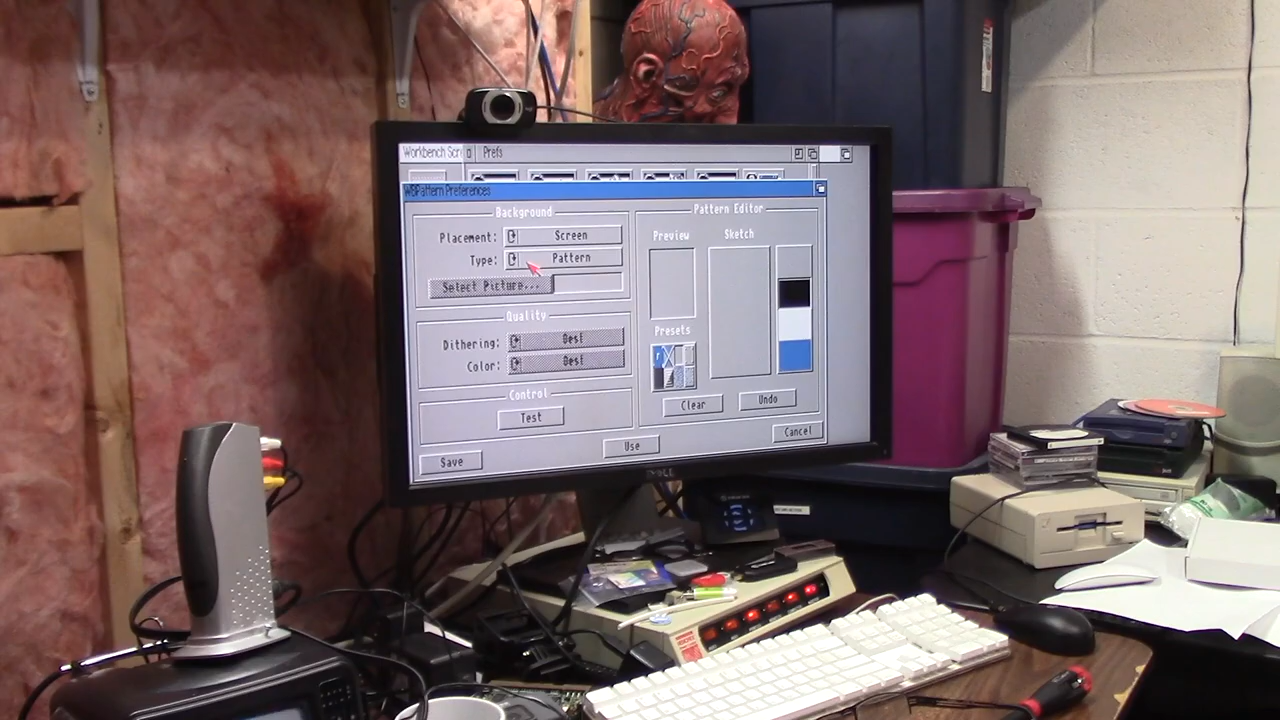 Workbench Scr
Prefs
WBPattern Preferences
Background
Placement:
Screen
Type:
Pattern
Select Picture...
Quality
Dithering:
Best
Color:
Best
Control
Test
Pattern Editor
Preview
Sketch
Presets
Clear
Undo
Save
Use
Cancel
DELL